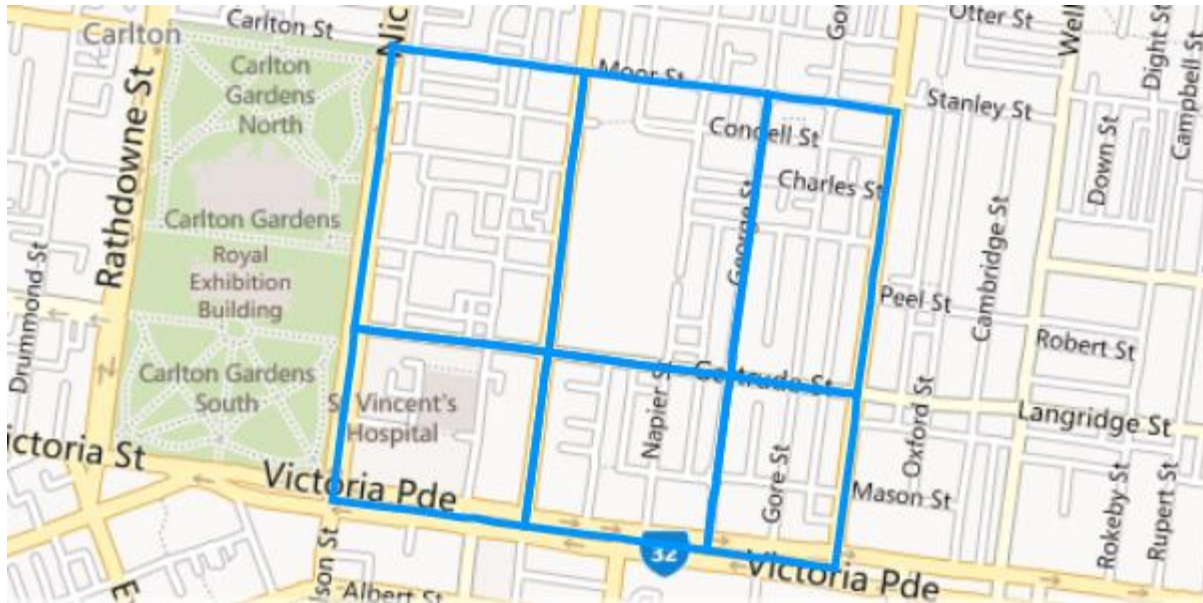 Carlton St
Otter St
Carlton
Moor St
Stanley St
Dight St
Campbell St
Carlton
Gardens
North
Condell St
Charles St
Down St
Rathdowne St
Carlton Gardens
George St
Cambridge St
Royal
Exhibition
Building
Drummond St
Peel St
Robert St
Carlton Gardens
South
St Vincent's
Hospital
Napier St
Gertrude St
Oxford St
Langridge St
ictoria St
Victoria Pde
Gore St
Mason St
Rokeby St
Rupert St
lson St
32
Victoria Pde
Albert St